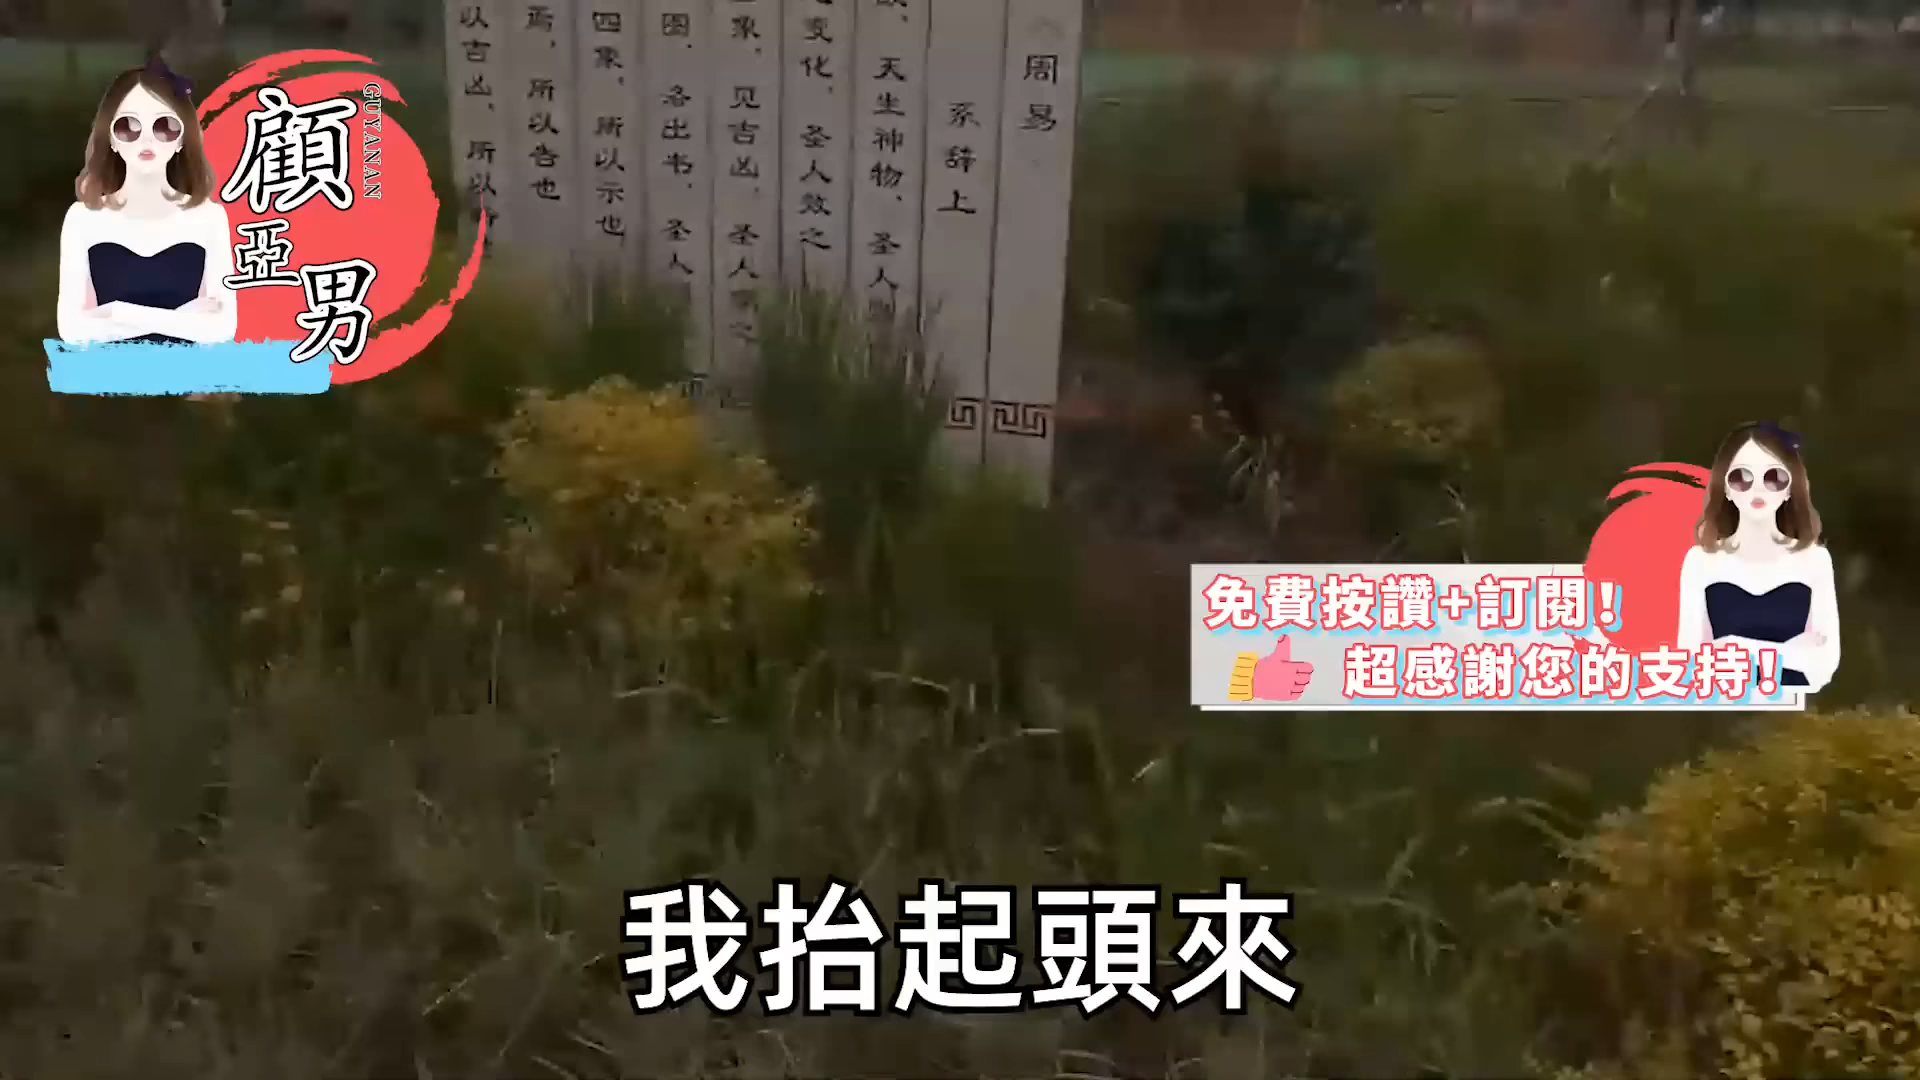 顧亞男
GUYANAN
周易
系辞上
天生神物、圣人则
变化、圣人效之
象、见吉凶、圣人象之
图、洛出书、圣人
四象、所以示也
焉、所以告也
以吉凶、所以
免費按讚+訂閱!
超感謝您的支持!
我抬起頭來